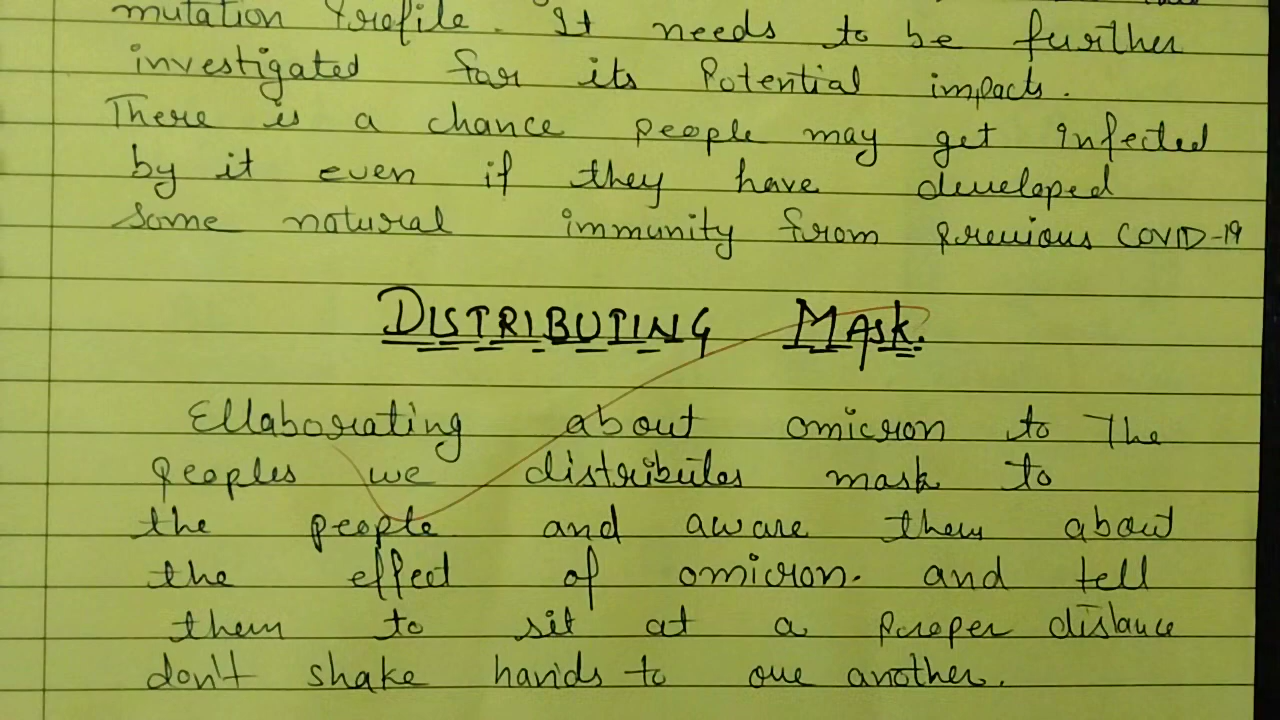 mutation Profile. It needs to be further
investigated for its Potential impacts.
There is a chance people may get infected
by it even if they have developed
some natural immunity from previous COVID-19
DISTRIBUTING MASK.
Ellaborating about omicron to The
peoples we distributes mask to
the people and aware them about
the effect of omicron. and tell
them to sit at a proper distance
don't shake hands to one another.